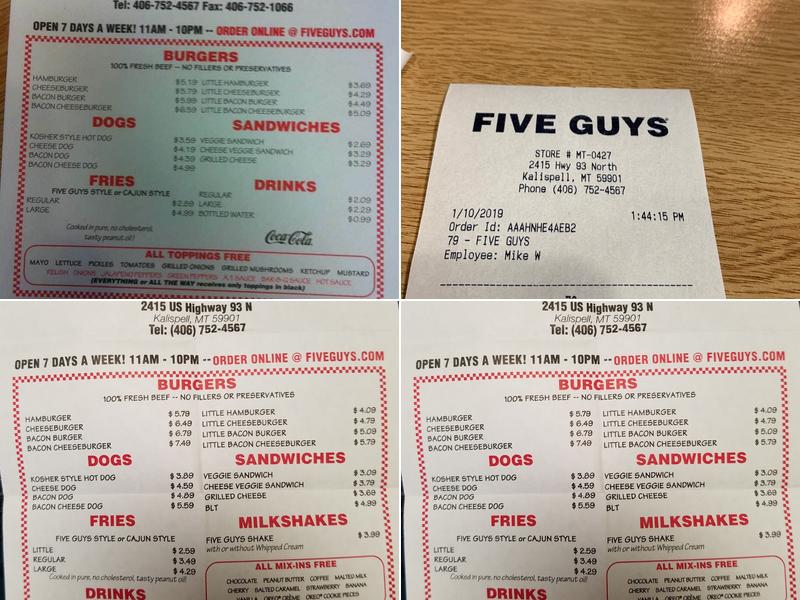 Tel: 406-752-4567 Fax: 406-752-1066
OPEN 7 DAYS A WEEK! 11AM - 10PM -- ORDER ONLINE @ FIVEGUYS.COM
BURGERS
100% FRESH BEEF -- NO FILLERS OR PRESERVATIVES
HAMBURGER $5.19 LITTLE HAMBURGER $3.69
CHEESEBURGER $5.79 LITTLE CHEESEBURGER $4.29
BACON BURGER $5.99 LITTLE BACON BURGER $4.49
BACON CHEESEBURGER $6.59 LITTLE BACON CHEESEBURGER $5.09
DOGS SANDWICHES
KOSHER STYLE HOT DOG $3.59 VEGGIE SANDWICH $2.69
CHEESE DOG $4.19 CHEESE VEGGIE SANDWICH $3.29
BACON DOG $4.39 GRILLED CHEESE $3.29
BACON CHEESE DOG $4.99
FRIES DRINKS
FIVE GUYS STYLE or CAJUN STYLE
REGULAR $2.89 REGULAR $2.09
LARGE $4.99 LARGE $2.29
BOTTLED WATER $0.99
Cooked in pure, no cholesterol,
tasty peanut oil!
Coca-Cola
ALL TOPPINGS FREE
MAYO LETTUCE PICKLES TOMATOES GRILLED ONIONS GRILLED MUSHROOMS KETCHUP MUSTARD
RELISH ONIONS JALAPEÑO PEPPERS GREEN PEPPERS A.1 SAUCE BAR-B-Q SAUCE HOT SAUCE
(EVERYTHING or ALL THE WAY receives only toppings in black)
FIVE GUYS
STORE # MT-0427
2415 Hwy 93 North
Kalispell, MT 59901
Phone (406) 752-4567
1/10/2019 1:44:15 PM
Order Id: AAAHNHE4AEB2
79 - FIVE GUYS
Employee: Mike W
2415 US Highway 93 N
Kalispell, MT 59901
Tel: (406) 752-4567
OPEN 7 DAYS A WEEK! 11AM - 10PM -- ORDER ONLINE @ FIVEGUYS.COM
BURGERS
100% FRESH BEEF -- NO FILLERS OR PRESERVATIVES
HAMBURGER $5.79 LITTLE HAMBURGER $4.09
CHEESEBURGER $6.49 LITTLE CHEESEBURGER $4.79
BACON BURGER $6.79 LITTLE BACON BURGER $5.09
BACON CHEESEBURGER $7.49 LITTLE BACON CHEESEBURGER $5.79
DOGS SANDWICHES
KOSHER STYLE HOT DOG $3.89 VEGGIE SANDWICH $3.09
CHEESE DOG $4.59 CHEESE VEGGIE SANDWICH $3.79
BACON DOG $4.89 GRILLED CHEESE $3.69
BACON CHEESE DOG $5.59 BLT $4.99
FRIES MILKSHAKES
FIVE GUYS STYLE or CAJUN STYLE FIVE GUYS SHAKE $3.99
with or without Whipped Cream
LITTLE $2.59
REGULAR $3.49
LARGE $4.29
Cooked in pure, no cholesterol, tasty peanut oil!
ALL MIX-INS FREE
CHOCOLATE PEANUT BUTTER COFFEE MALTED MILK
CHERRY SALTED CARAMEL STRAWBERRY BANANA
VANILLA OREO® CRÈME OREO® COOKIE PIECES
DRINKS
2415 US Highway 93 N
Kalispell, MT 59901
Tel: (406) 752-4567
OPEN 7 DAYS A WEEK! 11AM - 10PM -- ORDER ONLINE @ FIVEGUYS.COM
BURGERS
100% FRESH BEEF -- NO FILLERS OR PRESERVATIVES
HAMBURGER $5.79 LITTLE HAMBURGER $4.09
CHEESEBURGER $6.49 LITTLE CHEESEBURGER $4.79
BACON BURGER $6.79 LITTLE BACON BURGER $5.09
BACON CHEESEBURGER $7.49 LITTLE BACON CHEESEBURGER $5.79
DOGS SANDWICHES
KOSHER STYLE HOT DOG $3.89 VEGGIE SANDWICH $3.09
CHEESE DOG $4.59 CHEESE VEGGIE SANDWICH $3.79
BACON DOG $4.89 GRILLED CHEESE $3.69
BACON CHEESE DOG $5.59 BLT $4.99
FRIES MILKSHAKES
FIVE GUYS STYLE or CAJUN STYLE FIVE GUYS SHAKE $3.99
with or without Whipped Cream
LITTLE $2.59
REGULAR $3.49
LARGE $4.29
Cooked in pure, no cholesterol, tasty peanut oil!
ALL MIX-INS FREE
CHOCOLATE PEANUT BUTTER COFFEE MALTED MILK
CHERRY SALTED CARAMEL STRAWBERRY BANANA
VANILLA OREO® CRÈME OREO® COOKIE PIECES
DRINKS